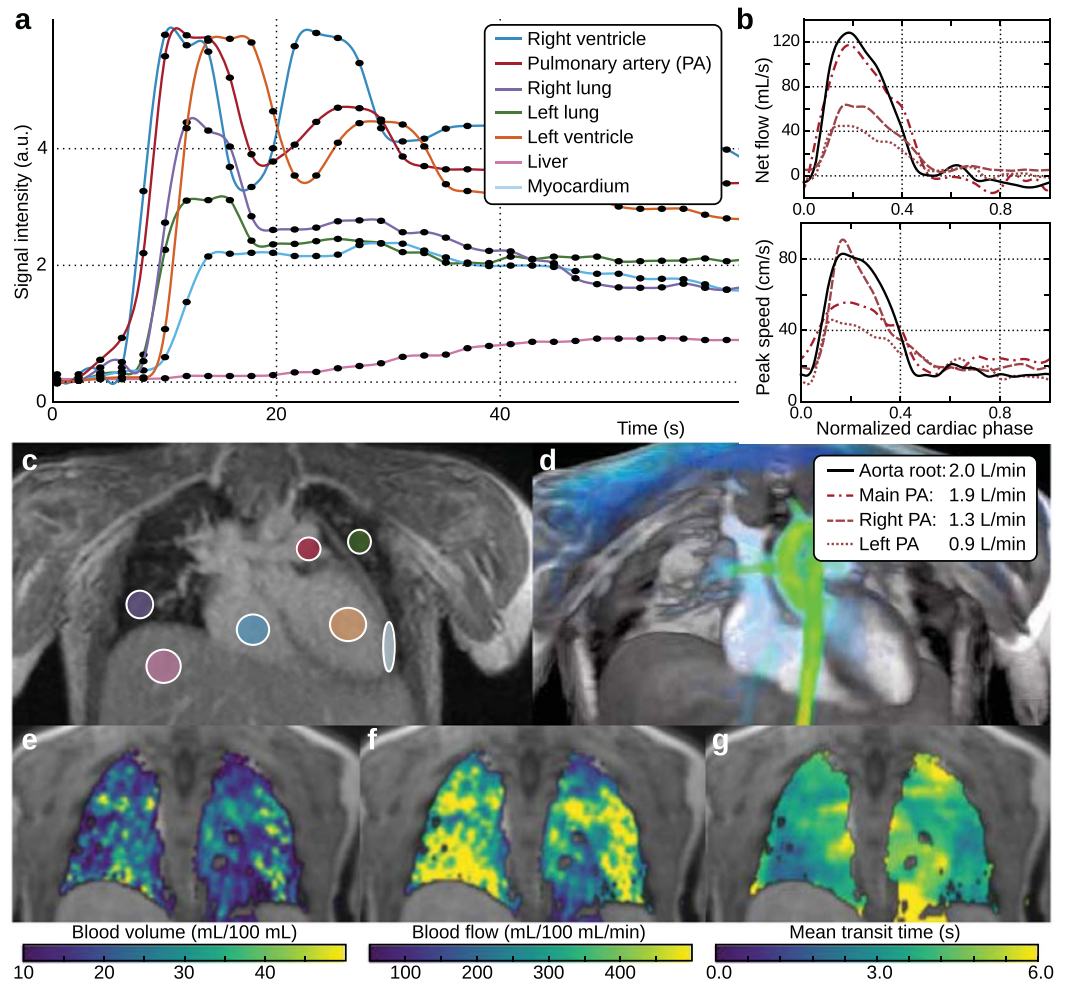 a
Signal intensity (a.u.)
4
2
0
0
20
40
Time (s)
Right ventricle
Pulmonary artery (PA)
Right lung
Left lung
Left ventricle
Liver
Myocardium
b
Net flow (mL/s)
120
80
40
0
0.0
0.4
0.8
Peak speed (cm/s)
80
40
0
0.0
0.4
0.8
Normalized cardiac phase
c
d
Aorta root: 2.0 L/min
Main PA: 1.9 L/min
Right PA: 1.3 L/min
Left PA 0.9 L/min
e
f
g
Blood volume (mL/100 mL)
10
20
30
40
Blood flow (mL/100 mL/min)
100
200
300
400
Mean transit time (s)
0.0
3.0
6.0